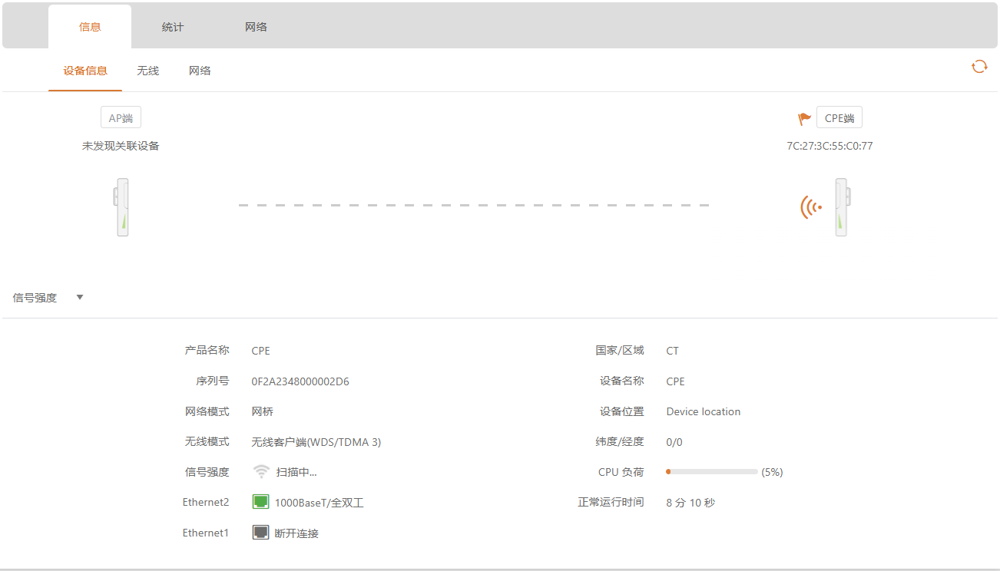 信息 统计 网络
设备信息 无线 网络
AP端 CPE端
未发现关联设备 7C:27:3C:55:C0:77
信号强度
产品名称 CPE 国家/区域 CT
序列号 0F2A2348000002D6 设备名称 CPE
网络模式 网桥 设备位置 Device location
无线模式 无线客户端(WDS/TDMA 3) 纬度/经度 0/0
信号强度 扫描中... CPU 负荷 (5%)
Ethernet2 1000BaseT/全双工 正常运行时间 8 分 10 秒
Ethernet1 断开连接